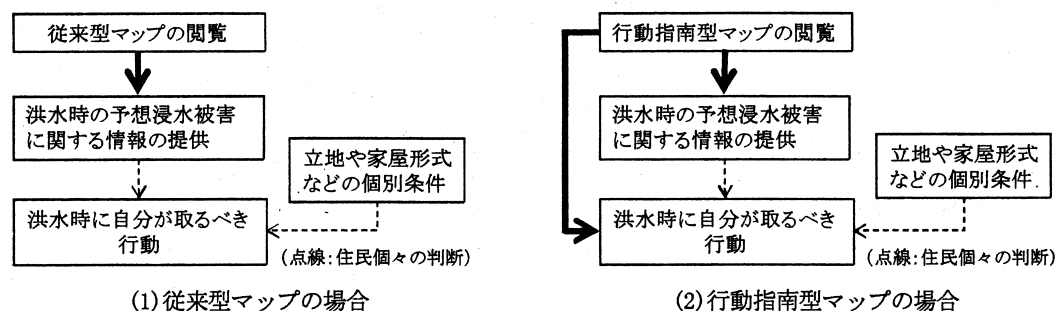 従来型マップの閲覧
洪水時の予想浸水被害
に関する情報の提供
立地や家屋形式
などの個別条件
洪水時に自分が取るべき
行動
(点線:住民個々の判断)
(1)従来型マップの場合
行動指南型マップの閲覧
洪水時の予想浸水被害
に関する情報の提供
立地や家屋形式
などの個別条件.
洪水時に自分が取るべき
行動
(点線:住民個々の判断)
(2)行動指南型マップの場合